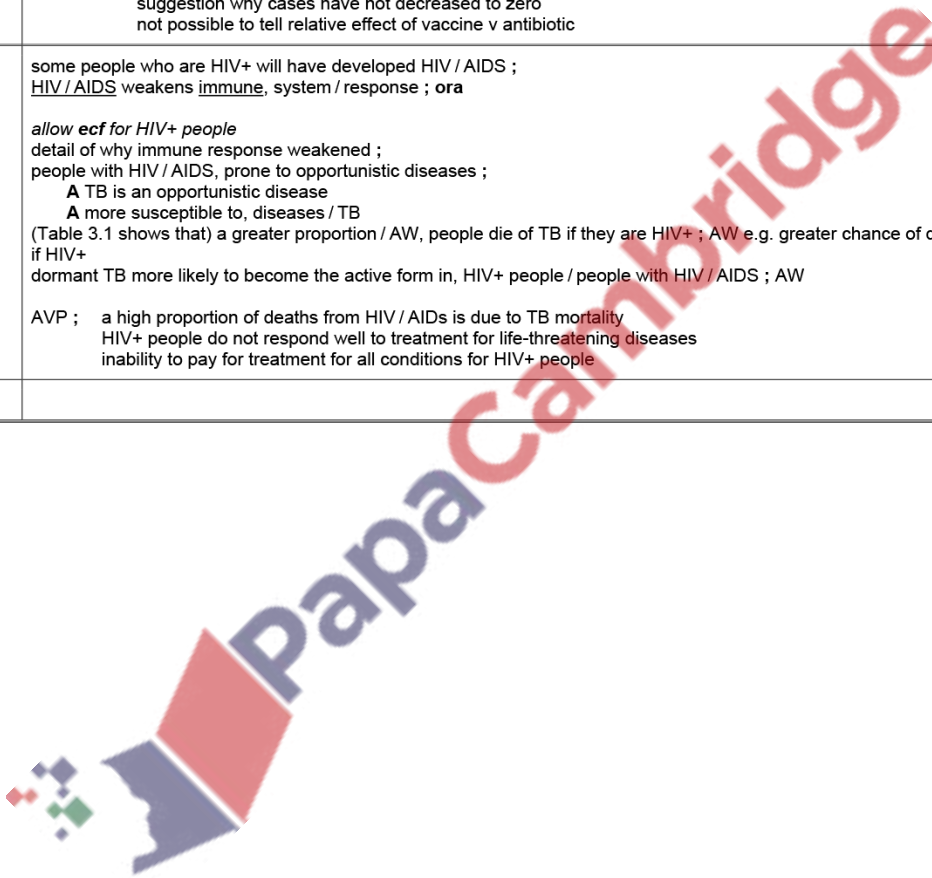 suggestion why cases have not decreased to zero
not possible to tell relative effect of vaccine v antibiotic
some people who are HIV+ will have developed HIV / AIDS ;
HIV / AIDS weakens immune, system / response ; ora
allow ecf for HIV+ people
detail of why immune response weakened ;
people with HIV / AIDS, prone to opportunistic diseases ;
A TB is an opportunistic disease
A more susceptible to, diseases / TB
(Table 3.1 shows that) a greater proportion / AW, people die of TB if they are HIV+ ; AW e.g. greater chance of
if HIV+
dormant TB more likely to become the active form in, HIV+ people / people with HIV / AIDS ; AW
AVP ; a high proportion of deaths from HIV / AIDs is due to TB mortality
HIV+ people do not respond well to treatment for life-threatening diseases
inability to pay for treatment for all conditions for HIV+ people
PapaCambridge